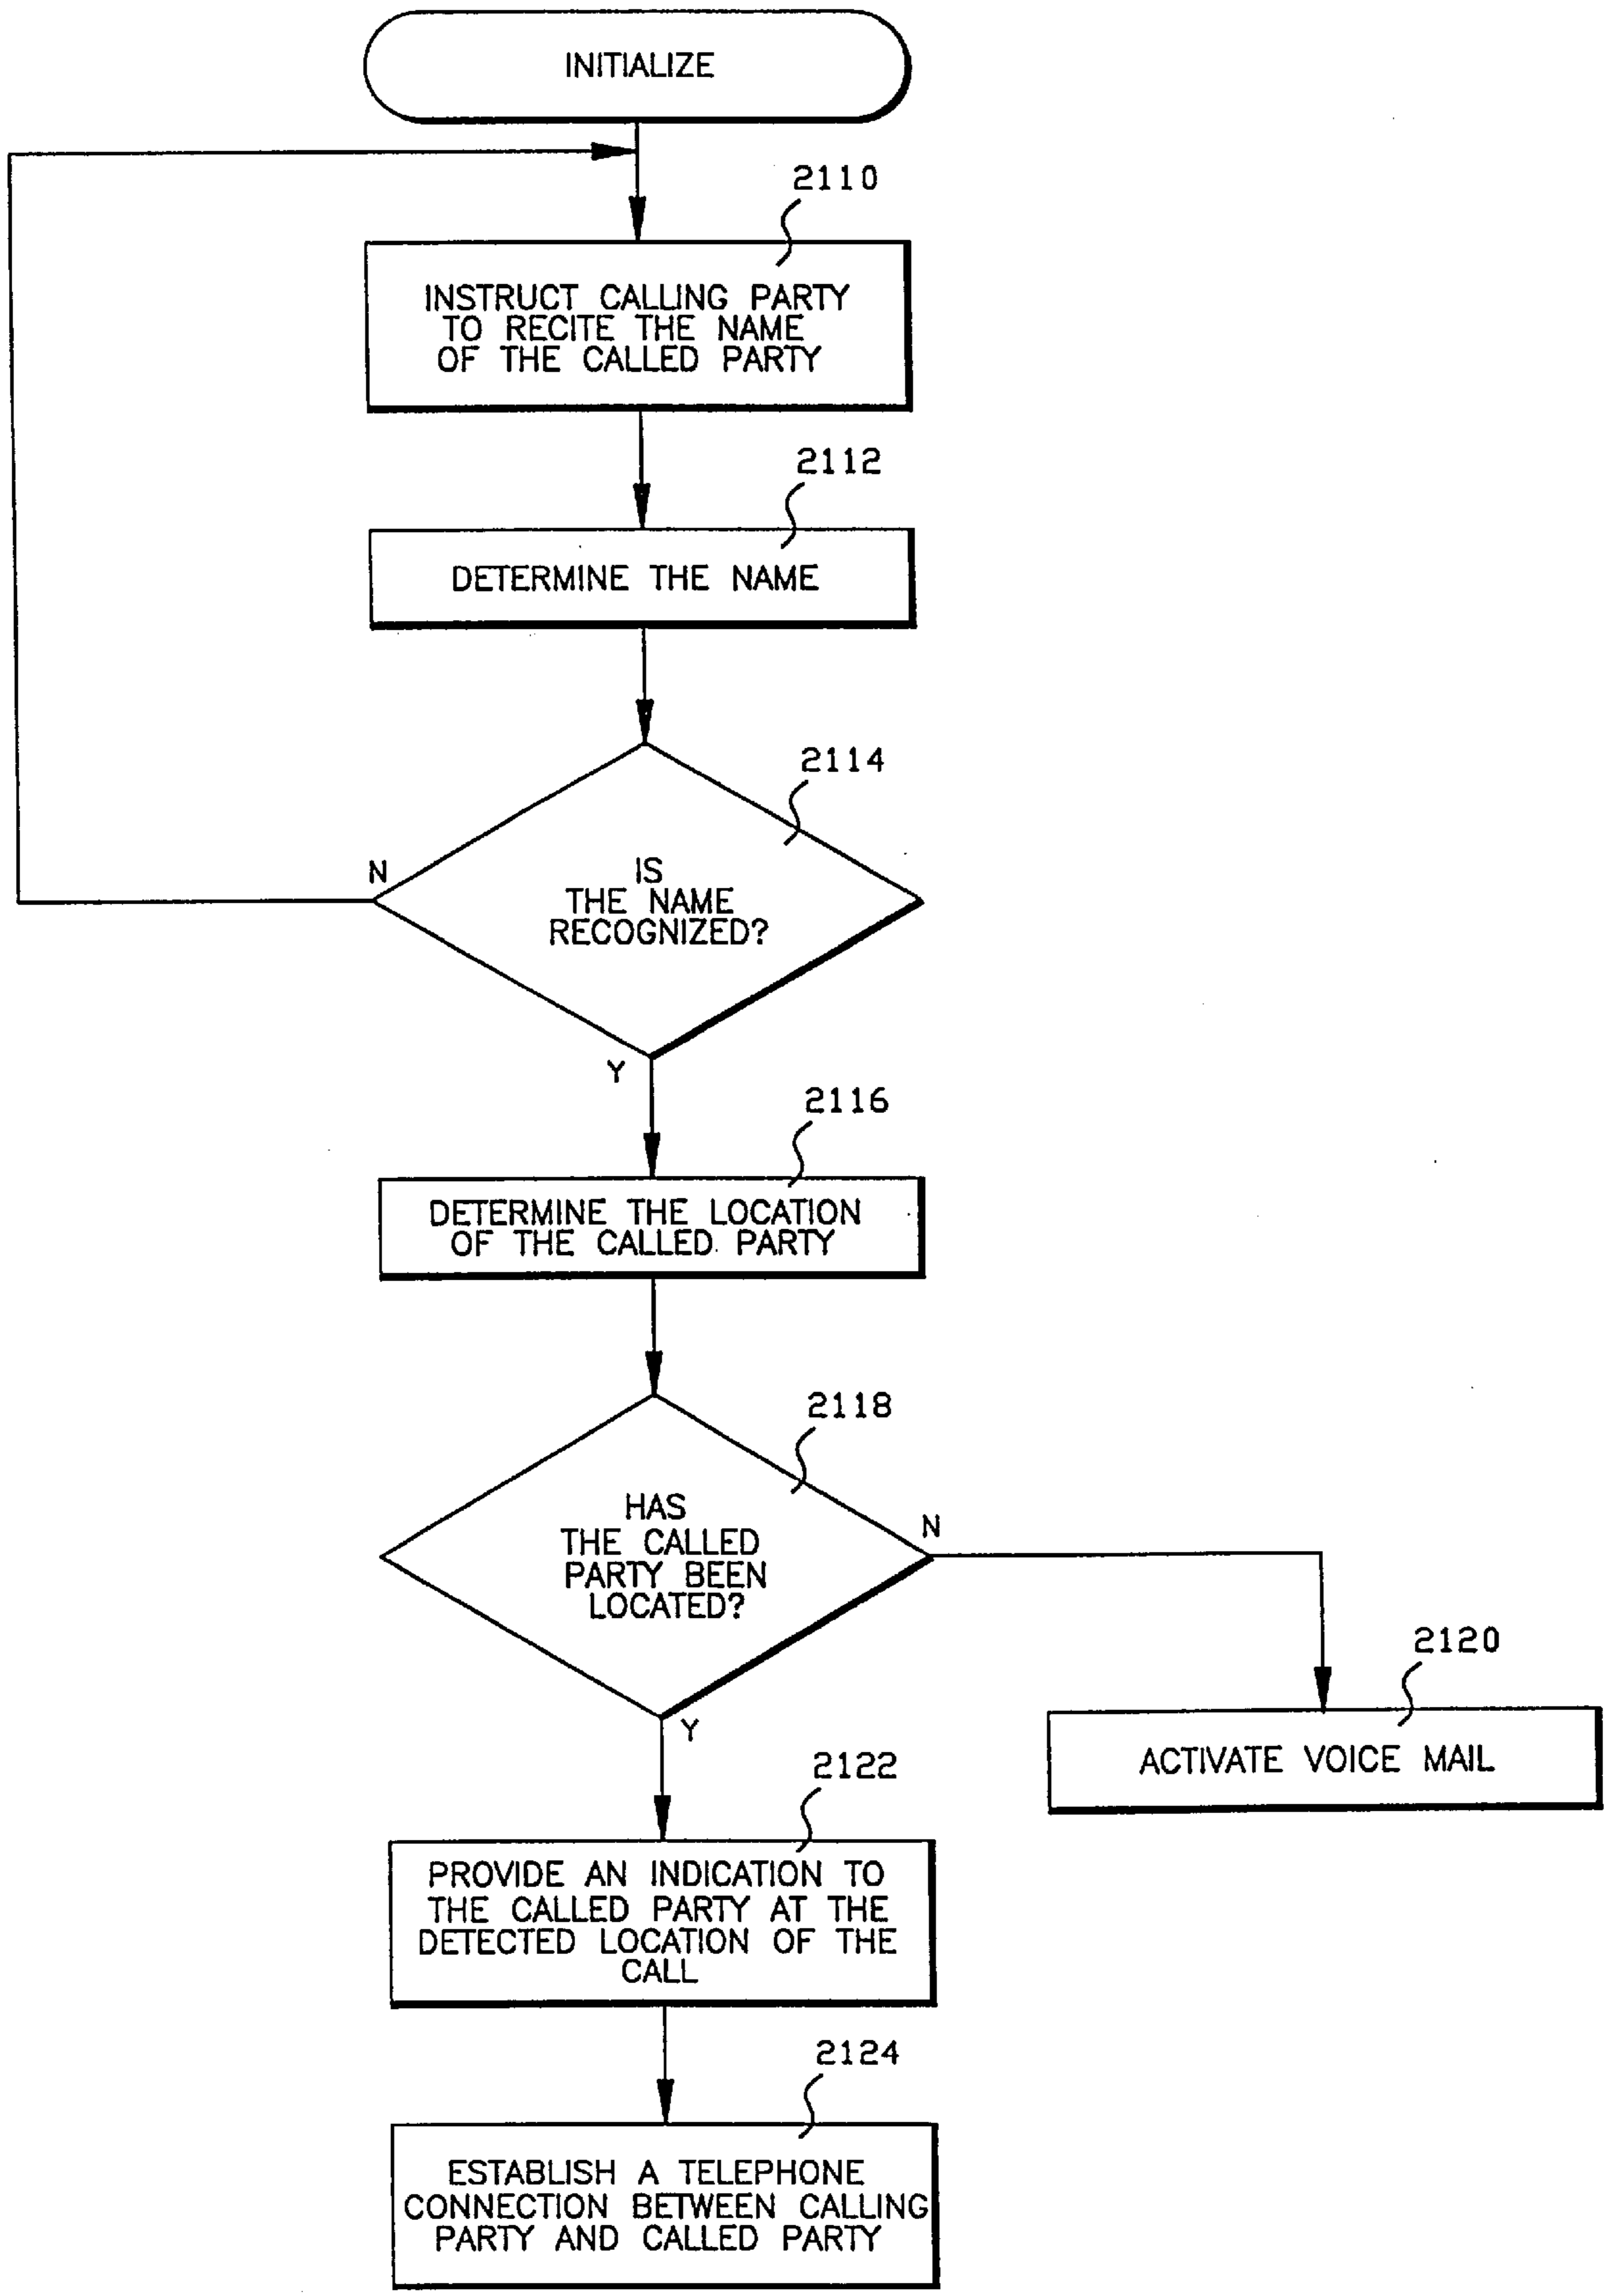 INITIALIZE
2110
INSTRUCT CALLING PARTY
TO RECITE THE NAME
OF THE CALLED PARTY
2112
DETERMINE THE NAME
2114
N
IS
THE NAME
RECOGNIZED?
Y
2116
DETERMINE THE LOCATION
OF THE CALLED PARTY
2118
HAS
THE CALLED
PARTY BEEN
LOCATED?
N
Y
2120
ACTIVATE VOICE MAIL
2122
PROVIDE AN INDICATION TO
THE CALLED PARTY AT THE
DETECTED LOCATION OF THE
CALL
2124
ESTABLISH A TELEPHONE
CONNECTION BETWEEN CALLING
PARTY AND CALLED PARTY